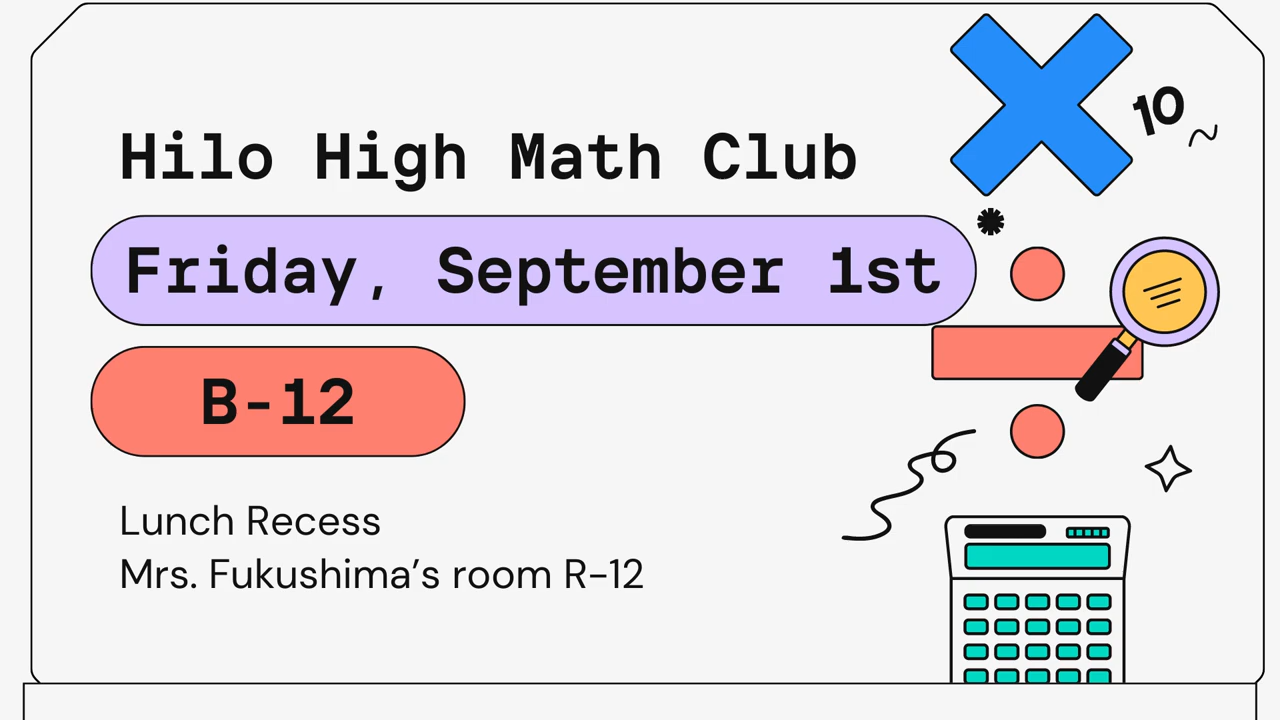 Hilo High Math Club
10
Friday, September 1st
B-12
Lunch Recess
Mrs. Fukushima’s room R-12